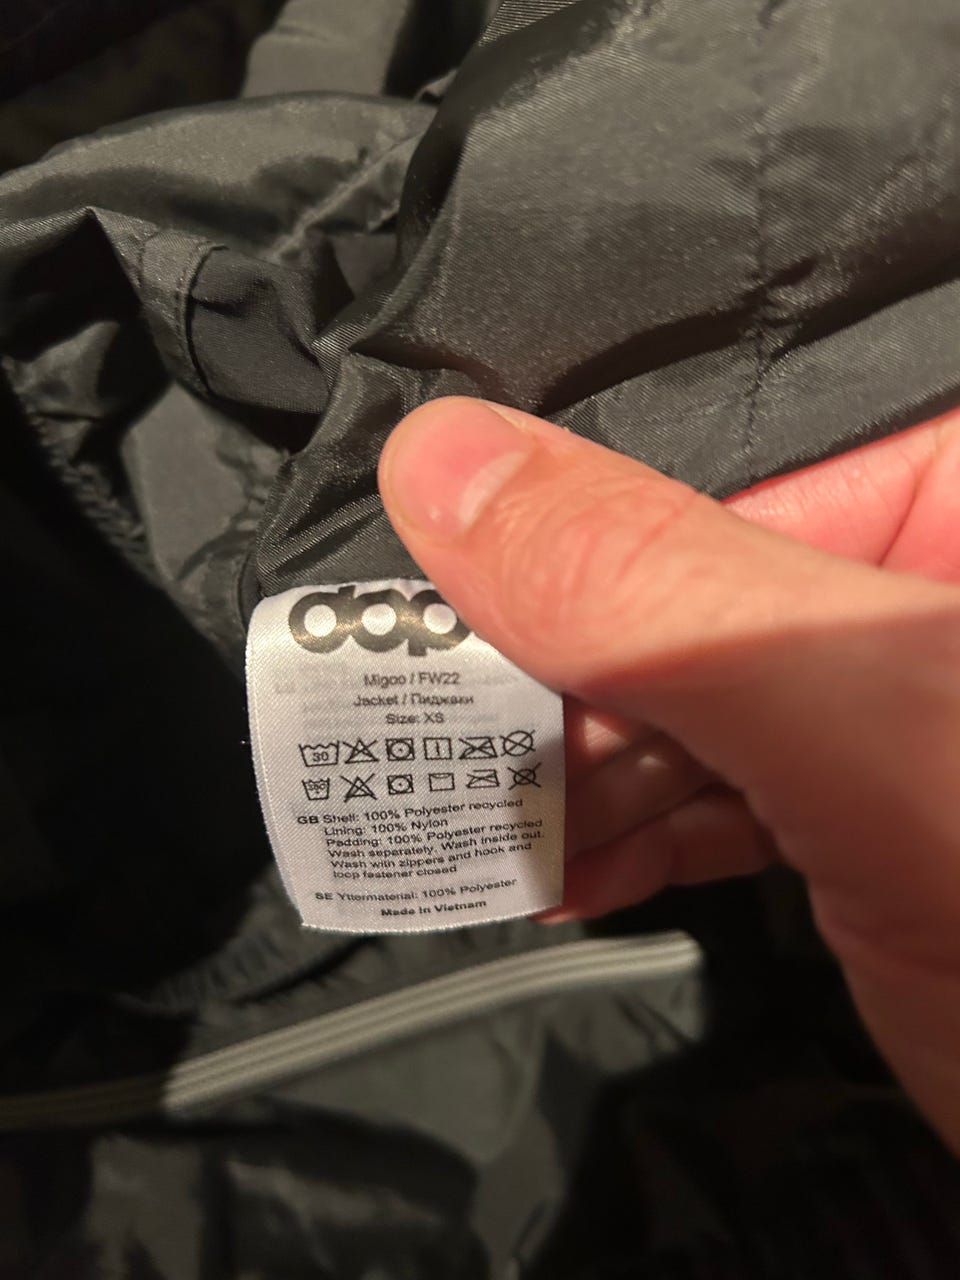 dop
Migoo / FW22
Jacket / Пиджаки
Size: XS
30
GB Shell: 100% Polyester recycled
Lining: 100% Nylon
Padding: 100% Polyester recycled
Wash separately. Wash inside out.
Wash with zippers and hook and
loop fastener closed
SE Yttermaterial: 100% Polyester
Made in Vietnam